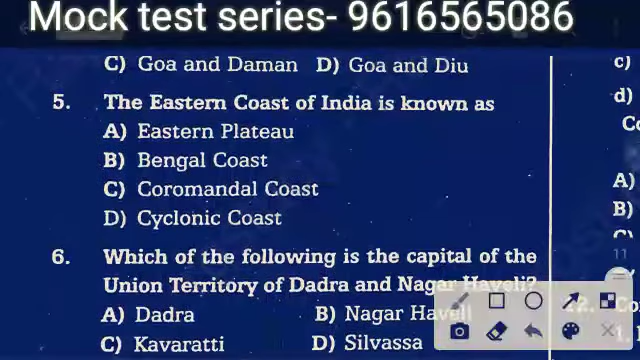 Mock test series- 9616565086
C) Goa and Daman D) Goa and Diu
5. The Eastern Coast of India is known as
A) Eastern Plateau
B) Bengal Coast
C) Coromandal Coast
D) Cyclonic Coast
6. Which of the following is the capital of the
Union Territory of Dadra and Nagar Haveli?
A) Dadra B) Nagar Haveli
C) Kavaratti D) Silvassa
c)
d)
A)
B)
11